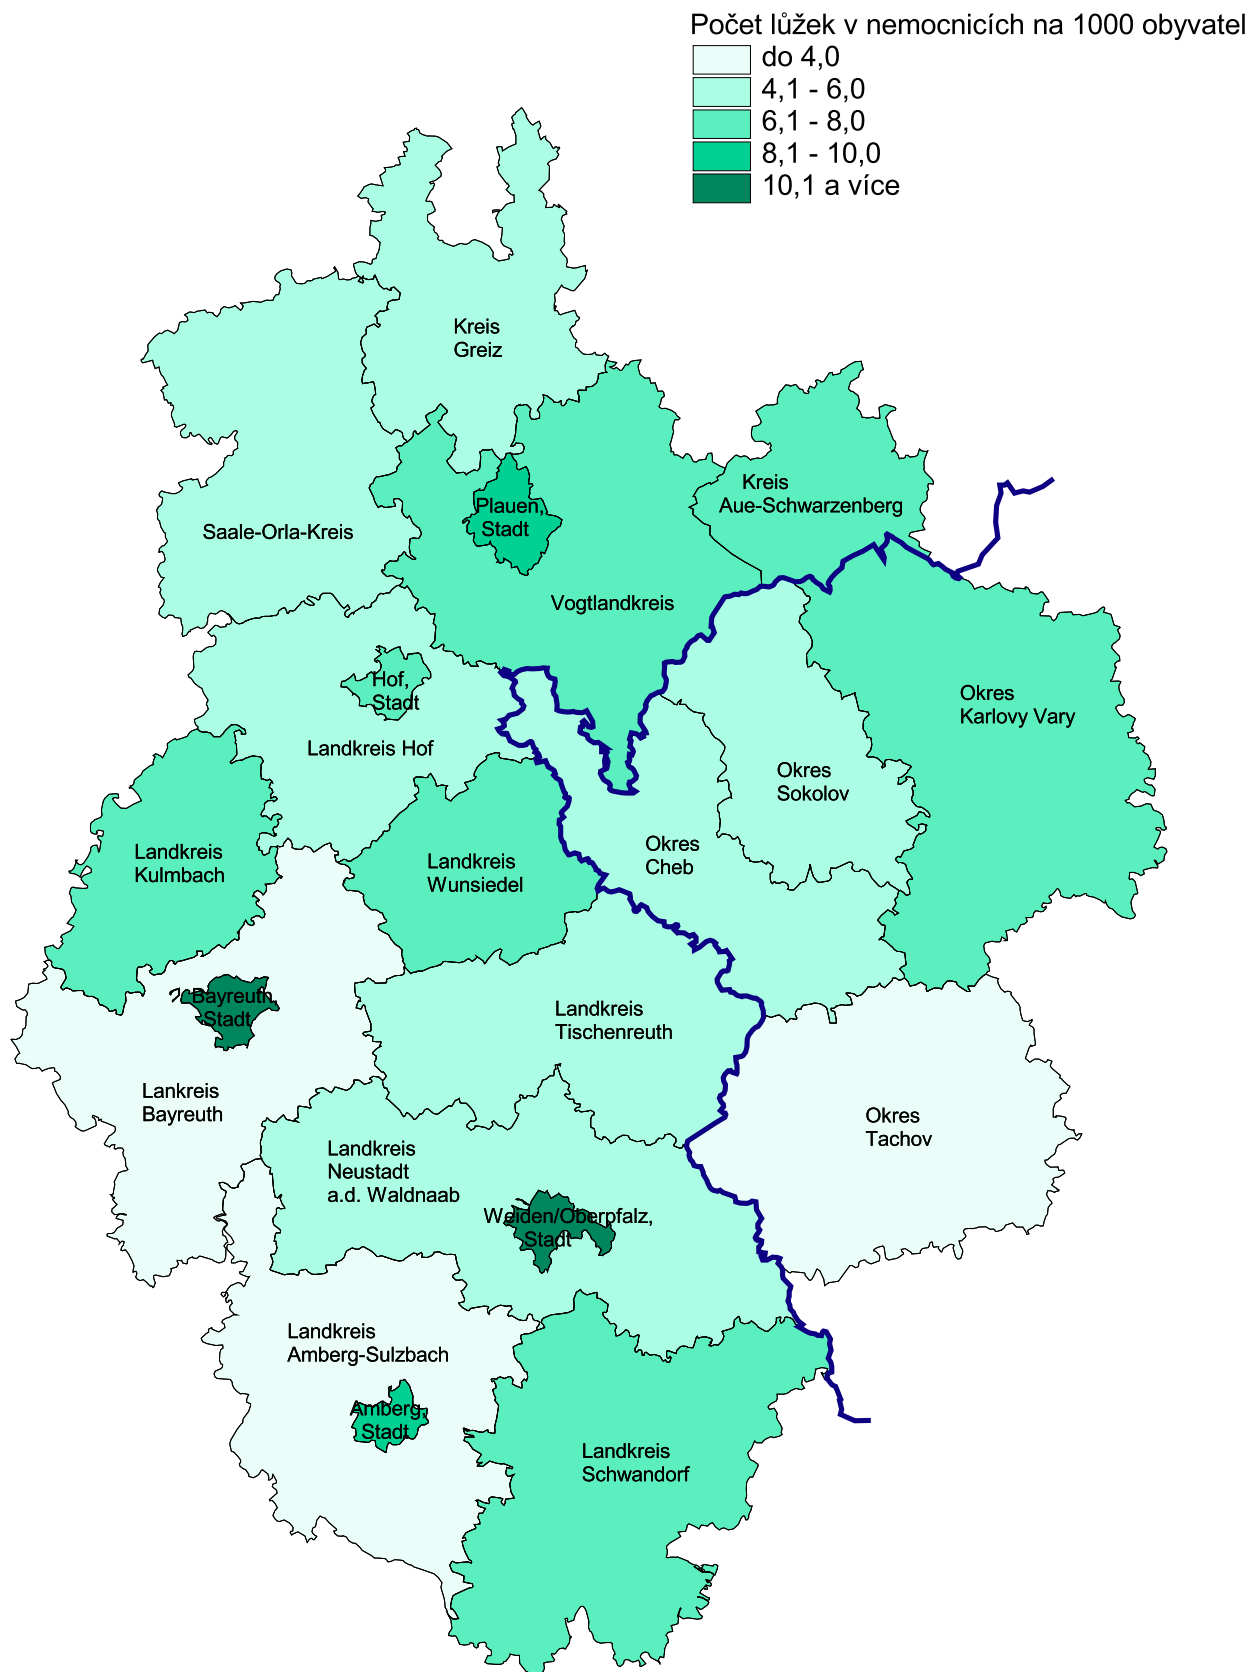 Počet lůžek v nemocnicích na 1000 obyvatel
do 4,0
4,1 - 6,0
6,1 - 8,0
8,1 - 10,0
10,1 a více
Kreis
Greiz
Kreis
Aue-Schwarzenberg
Plauen,
Stadt
Saale-Orla-Kreis
Vogtlandkreis
Hof,
Stadt
Landkreis Hof
Okres
Karlovy Vary
Okres
Sokolov
Okres
Cheb
Landkreis
Kulmbach
Landkreis
Wunsiedel
Bayreuth,
Stadt
Landkreis
Tischenreuth
Lankreis
Bayreuth
Okres
Tachov
Landkreis
Neustadt
a.d. Waldnaab
Weiden/Oberpfalz,
Stadt
Landkreis
Amberg-Sulzbach
Amberg,
Stadt
Landkreis
Schwandorf